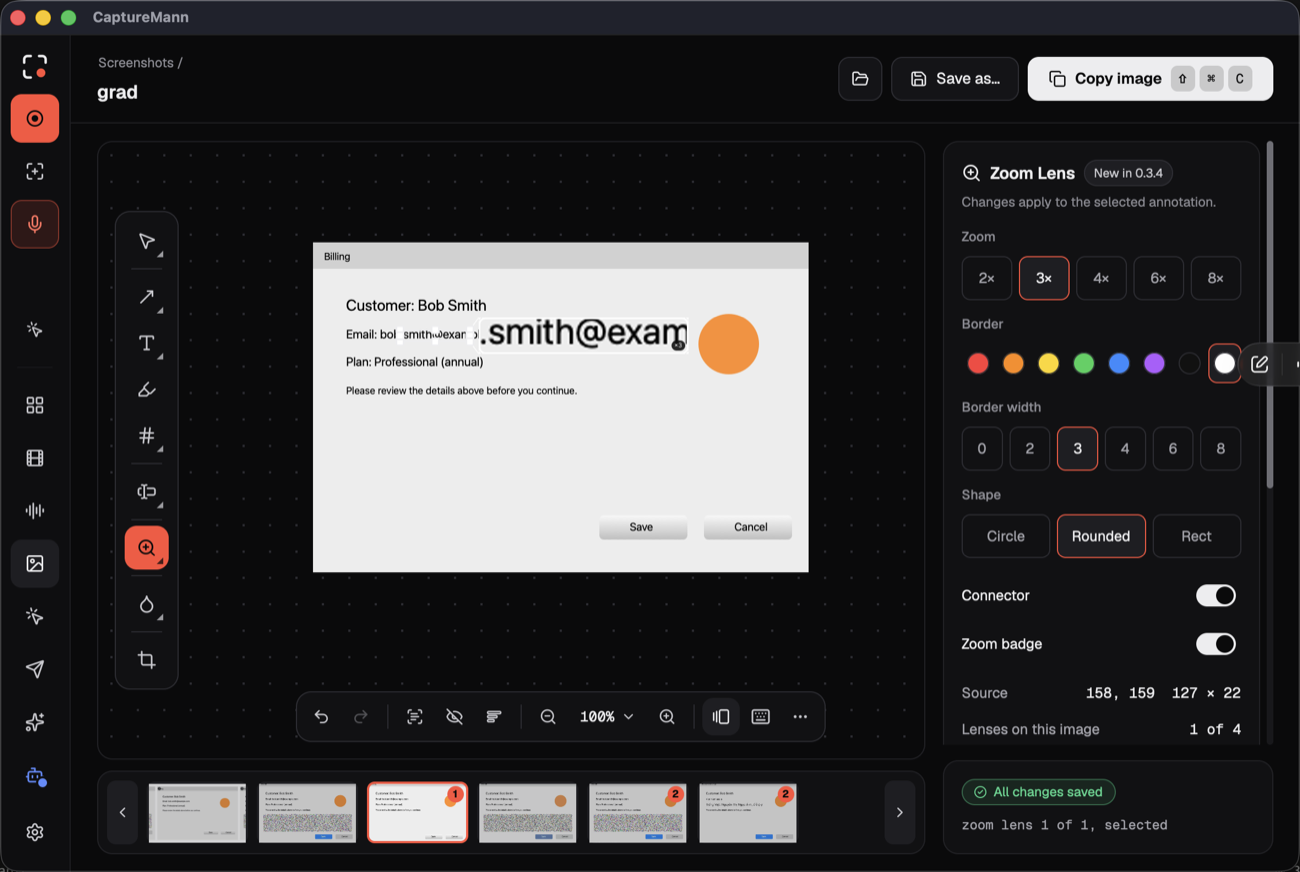 CaptureMann
Screenshots /
grad
Save as...
Copy image ⇧ ⌘ C
Zoom Lens New in 0.3.4
Changes apply to the selected annotation.
Zoom
2× 3× 4× 6× 8×
Border
Border width
0 2 3 4 6 8
Shape
Circle Rounded Rect
Connector
Zoom badge
Source 158, 159 127 × 22
Lenses on this image 1 of 4
All changes saved
zoom lens 1 of 1, selected
Billing
Customer: Bob Smith
Email: bob smith@exam
.smith@exam
×3
Plan: Professional (annual)
Please review the details above before you continue.
Save Cancel
T
#
100%
1
2
2